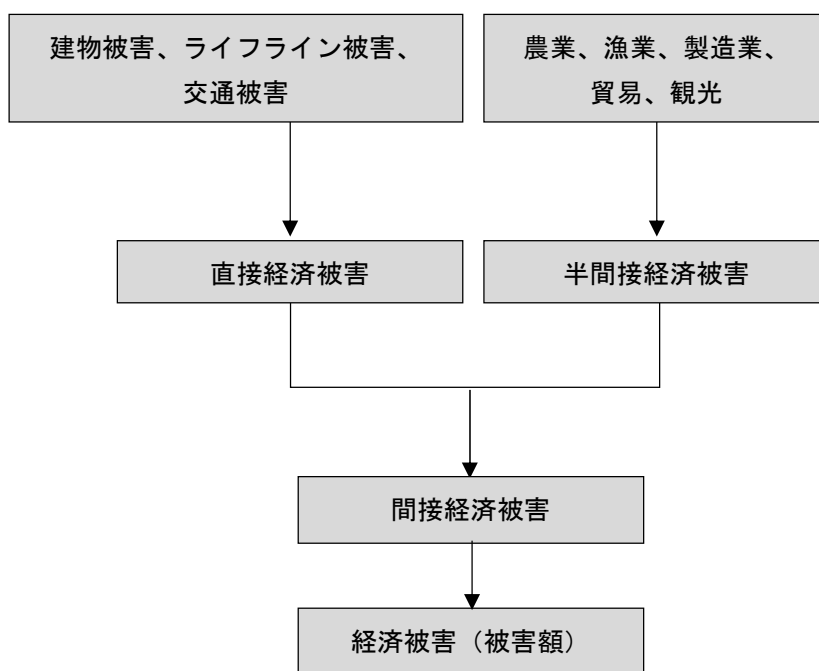 建物被害、ライフライン被害、
交通被害
農業、漁業、製造業、
貿易、観光
直接経済被害
半間接経済被害
間接経済被害
経済被害（被害額）